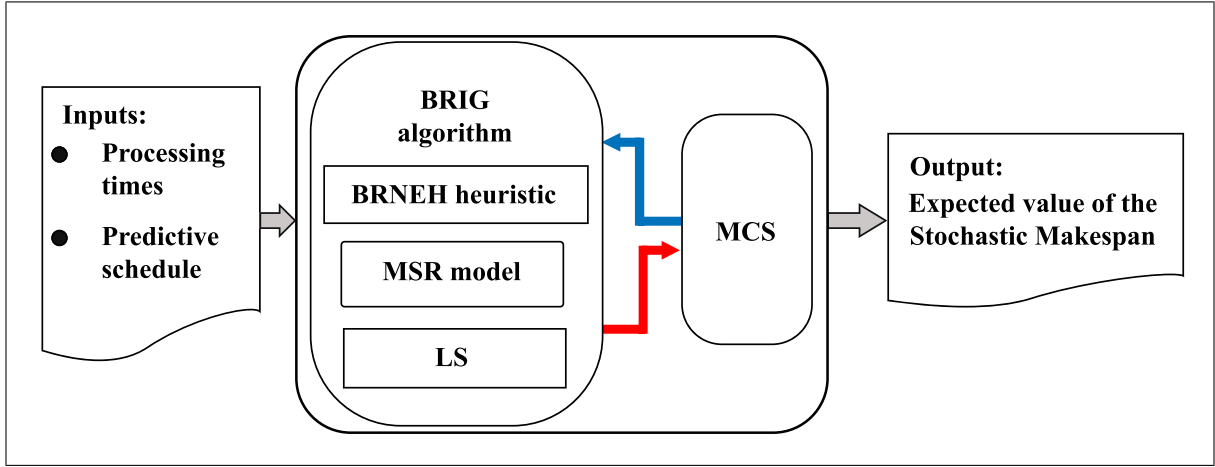 Inputs:
● Processing
times
● Predictive
schedule
BRIG
algorithm
BRNEH heuristic
MSR model
LS
MCS
Output:
Expected value of the
Stochastic Makespan